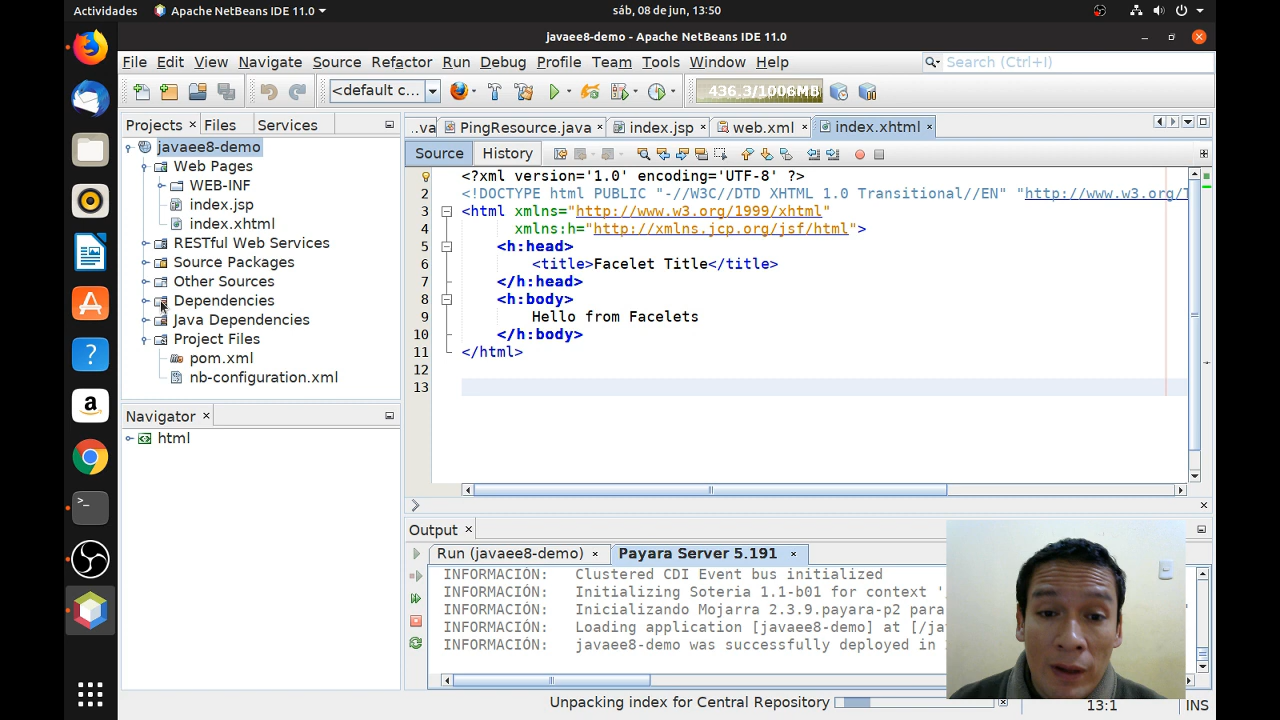 Actividades
Apache NetBeans IDE 11.0
sáb, 08 de jun, 13:50
javaee8-demo - Apache NetBeans IDE 11.0
File Edit View Navigate Source Refactor Run Debug Profile Team Tools Window Help
Search (Ctrl+I)
<default c...
436,3/1006MB
Projects × Files Services
..va PingResource.java × index.jsp × web.xml × index.xhtml ×
Source History
javaee8-demo
Web Pages
WEB-INF
index.jsp
index.xhtml
RESTful Web Services
Source Packages
Other Sources
Dependencies
Java Dependencies
Project Files
pom.xml
nb-configuration.xml
Navigator ×
html
1 <?xml version='1.0' encoding='UTF-8' ?>
2 <!DOCTYPE html PUBLIC "-//W3C//DTD XHTML 1.0 Transitional//EN" "http://www.w3.org/T
3 <html xmlns="http://www.w3.org/1999/xhtml"
4 xmlns:h="http://xmlns.jcp.org/jsf/html">
5 <h:head>
6 <title>Facelet Title</title>
7 </h:head>
8 <h:body>
9 Hello from Facelets
10 </h:body>
11 </html>
12
13
Output ×
Run (javaee8-demo) × Payara Server 5.191 ×
INFORMACIÓN: Clustered CDI Event bus initialized
INFORMACIÓN: Initializing Soteria 1.1-b01 for context '
INFORMACIÓN: Inicializando Mojarra 2.3.9.payara-p2 para
INFORMACIÓN: Loading application [javaee8-demo] at [/jav
INFORMACIÓN: javaee8-demo was successfully deployed in
Unpacking index for Central Repository
13:1 INS